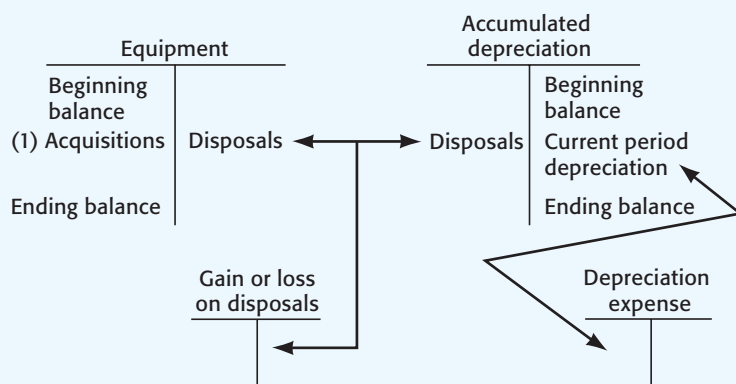 Equipment
Beginning
balance
(1) Acquisitions
Disposals
Ending balance
Accumulated
depreciation
Disposals
Beginning
balance
Current period
depreciation
Ending balance
Gain or loss
on disposals
Depreciation
expense